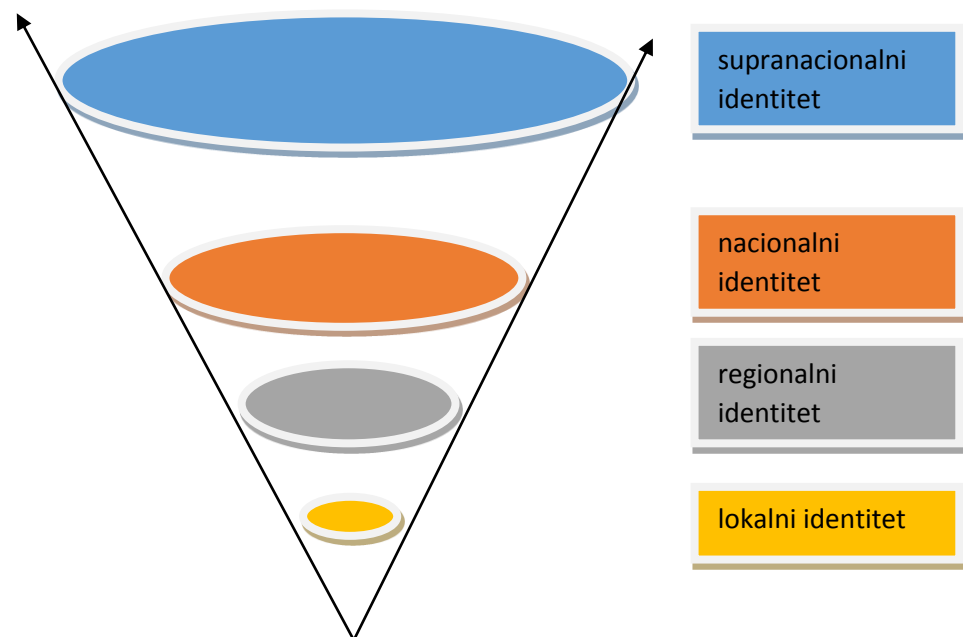 supranacionalni
identitet
nacionalni
identitet
regionalni
identitet
lokalni identitet